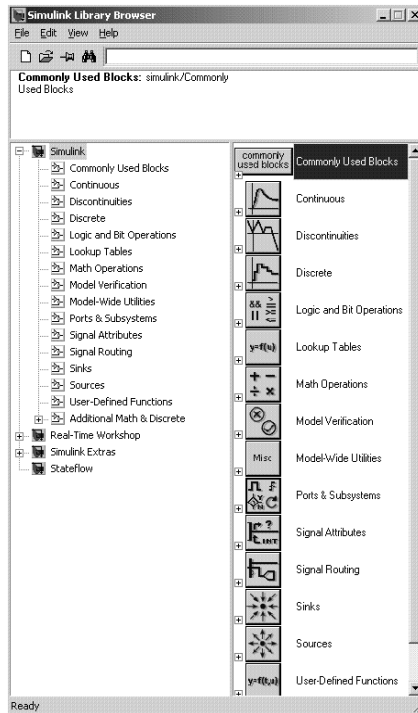 Simulink Library Browser
File Edit View Help
Commonly Used Blocks: simulink/Commonly
Used Blocks
Simulink
Commonly Used Blocks
Continuous
Discontinuities
Discrete
Logic and Bit Operations
Lookup Tables
Math Operations
Model Verification
Model-Wide Utilities
Ports & Subsystems
Signal Attributes
Signal Routing
Sinks
Sources
User-Defined Functions
Additional Math & Discrete
Real-Time Workshop
Simulink Extras
Stateflow
commonly
used blocks
Commonly Used Blocks
Continuous
Discontinuities
Discrete
Logic and Bit Operations
y=f(u)
Lookup Tables
Math Operations
Model Verification
Misc
Model-Wide Utilities
Ports & Subsystems
Signal Attributes
Signal Routing
Sinks
Sources
y=f(t,u)
User-Defined Functions
Ready